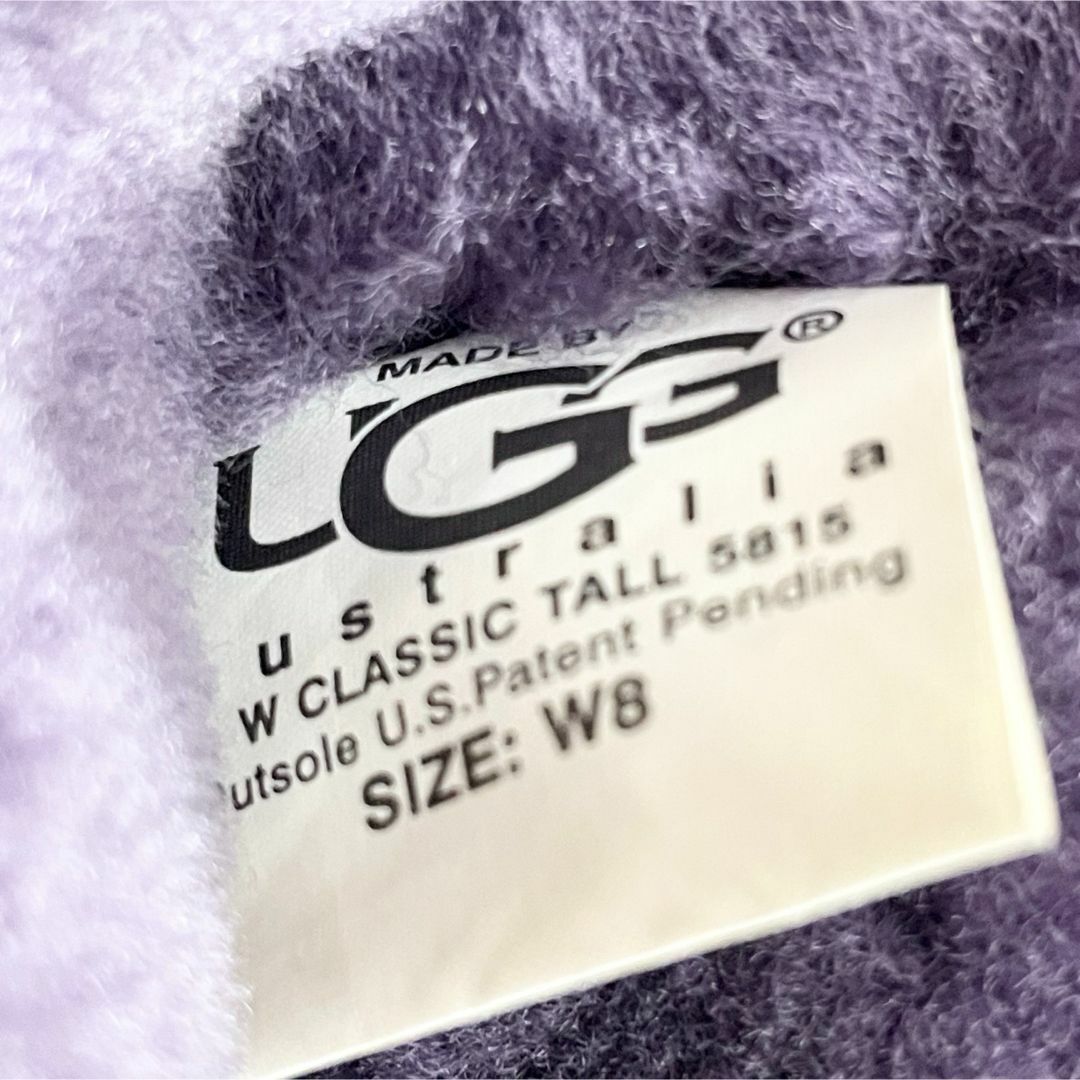 MADE BY
UGG®
ustralia
W CLASSIC TALL 5815
Outsole U.S.Patent Pending
SIZE: W8